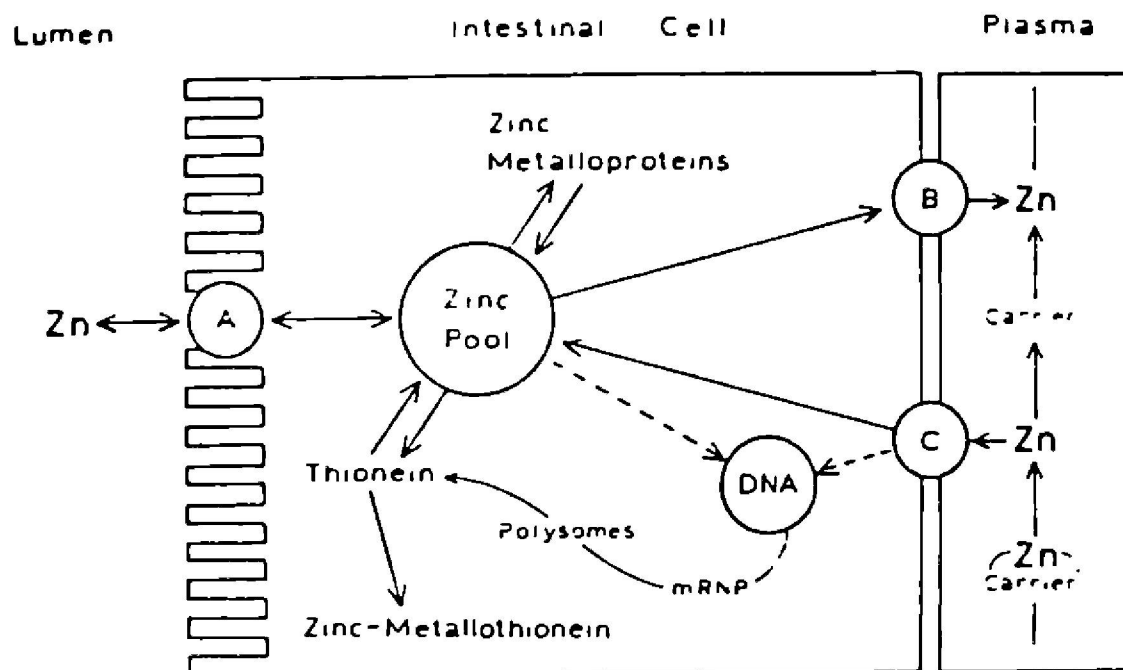 Lumen
Intestinal Cell
Plasma
Zinc
Metalloproteins
B
Zn
Zn
A
Zinc
Pool
Carrier
C
Zn
Thionein
DNA
Polysomes
mRNP
Zn
Carrier
Zinc-Metallothionein